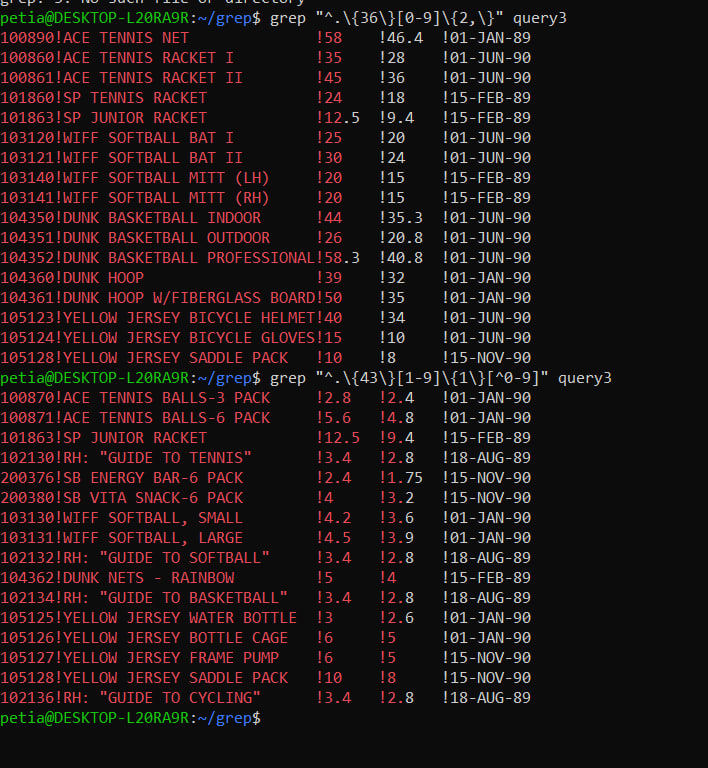 grep: 3: No such file or directory
petia@DESKTOP-L20RA9R:~/grep$ grep "^.\{36\}[0-9]\{2,\}" query3
100890!ACE TENNIS NET              !58    !46.4  !01-JAN-89
100860!ACE TENNIS RACKET I         !35    !28    !01-JUN-90
100861!ACE TENNIS RACKET II        !45    !36    !01-JUN-90
101860!SP TENNIS RACKET            !24    !18    !15-FEB-89
101863!SP JUNIOR RACKET            !12.5  !9.4   !15-FEB-89
103120!WIFF SOFTBALL BAT I         !25    !20    !01-JUN-90
103121!WIFF SOFTBALL BAT II        !30    !24    !01-JUN-90
103140!WIFF SOFTBALL MITT (LH)     !20    !15    !15-FEB-89
103141!WIFF SOFTBALL MITT (RH)     !20    !15    !15-FEB-89
104350!DUNK BASKETBALL INDOOR      !44    !35.3  !01-JUN-90
104351!DUNK BASKETBALL OUTDOOR     !26    !20.8  !01-JUN-90
104352!DUNK BASKETBALL PROFESSIONAL!58.3  !40.8  !01-JUN-90
104360!DUNK HOOP                   !39    !32    !01-JAN-90
104361!DUNK HOOP W/FIBERGLASS BOARD!50    !35    !01-JAN-90
105123!YELLOW JERSEY BICYCLE HELMET!40    !34    !01-JUN-90
105124!YELLOW JERSEY BICYCLE GLOVES!15    !10    !01-JUN-90
105128!YELLOW JERSEY SADDLE PACK   !10    !8     !15-NOV-90
petia@DESKTOP-L20RA9R:~/grep$ grep "^.\{43\}[1-9]\{1\}[^0-9]" query3
100870!ACE TENNIS BALLS-3 PACK     !2.8   !2.4   !01-JAN-90
100871!ACE TENNIS BALLS-6 PACK     !5.6   !4.8   !01-JAN-90
101863!SP JUNIOR RACKET            !12.5  !9.4   !15-FEB-89
102130!RH: "GUIDE TO TENNIS"       !3.4   !2.8   !18-AUG-89
200376!SB ENERGY BAR-6 PACK        !2.4   !1.75  !15-NOV-90
200380!SB VITA SNACK-6 PACK        !4     !3.2   !15-NOV-90
103130!WIFF SOFTBALL, SMALL        !4.2   !3.6   !01-JAN-90
103131!WIFF SOFTBALL, LARGE        !4.5   !3.9   !01-JAN-90
102132!RH: "GUIDE TO SOFTBALL"     !3.4   !2.8   !18-AUG-89
104362!DUNK NETS - RAINBOW         !5     !4     !15-FEB-89
102134!RH: "GUIDE TO BASKETBALL"   !3.4   !2.8   !18-AUG-89
105125!YELLOW JERSEY WATER BOTTLE  !3     !2.6   !01-JAN-90
105126!YELLOW JERSEY BOTTLE CAGE   !6     !5     !01-JAN-90
105127!YELLOW JERSEY FRAME PUMP    !6     !5     !15-NOV-90
105128!YELLOW JERSEY SADDLE PACK   !10    !8     !15-NOV-90
102136!RH: "GUIDE TO CYCLING"      !3.4   !2.8   !18-AUG-89
petia@DESKTOP-L20RA9R:~/grep$